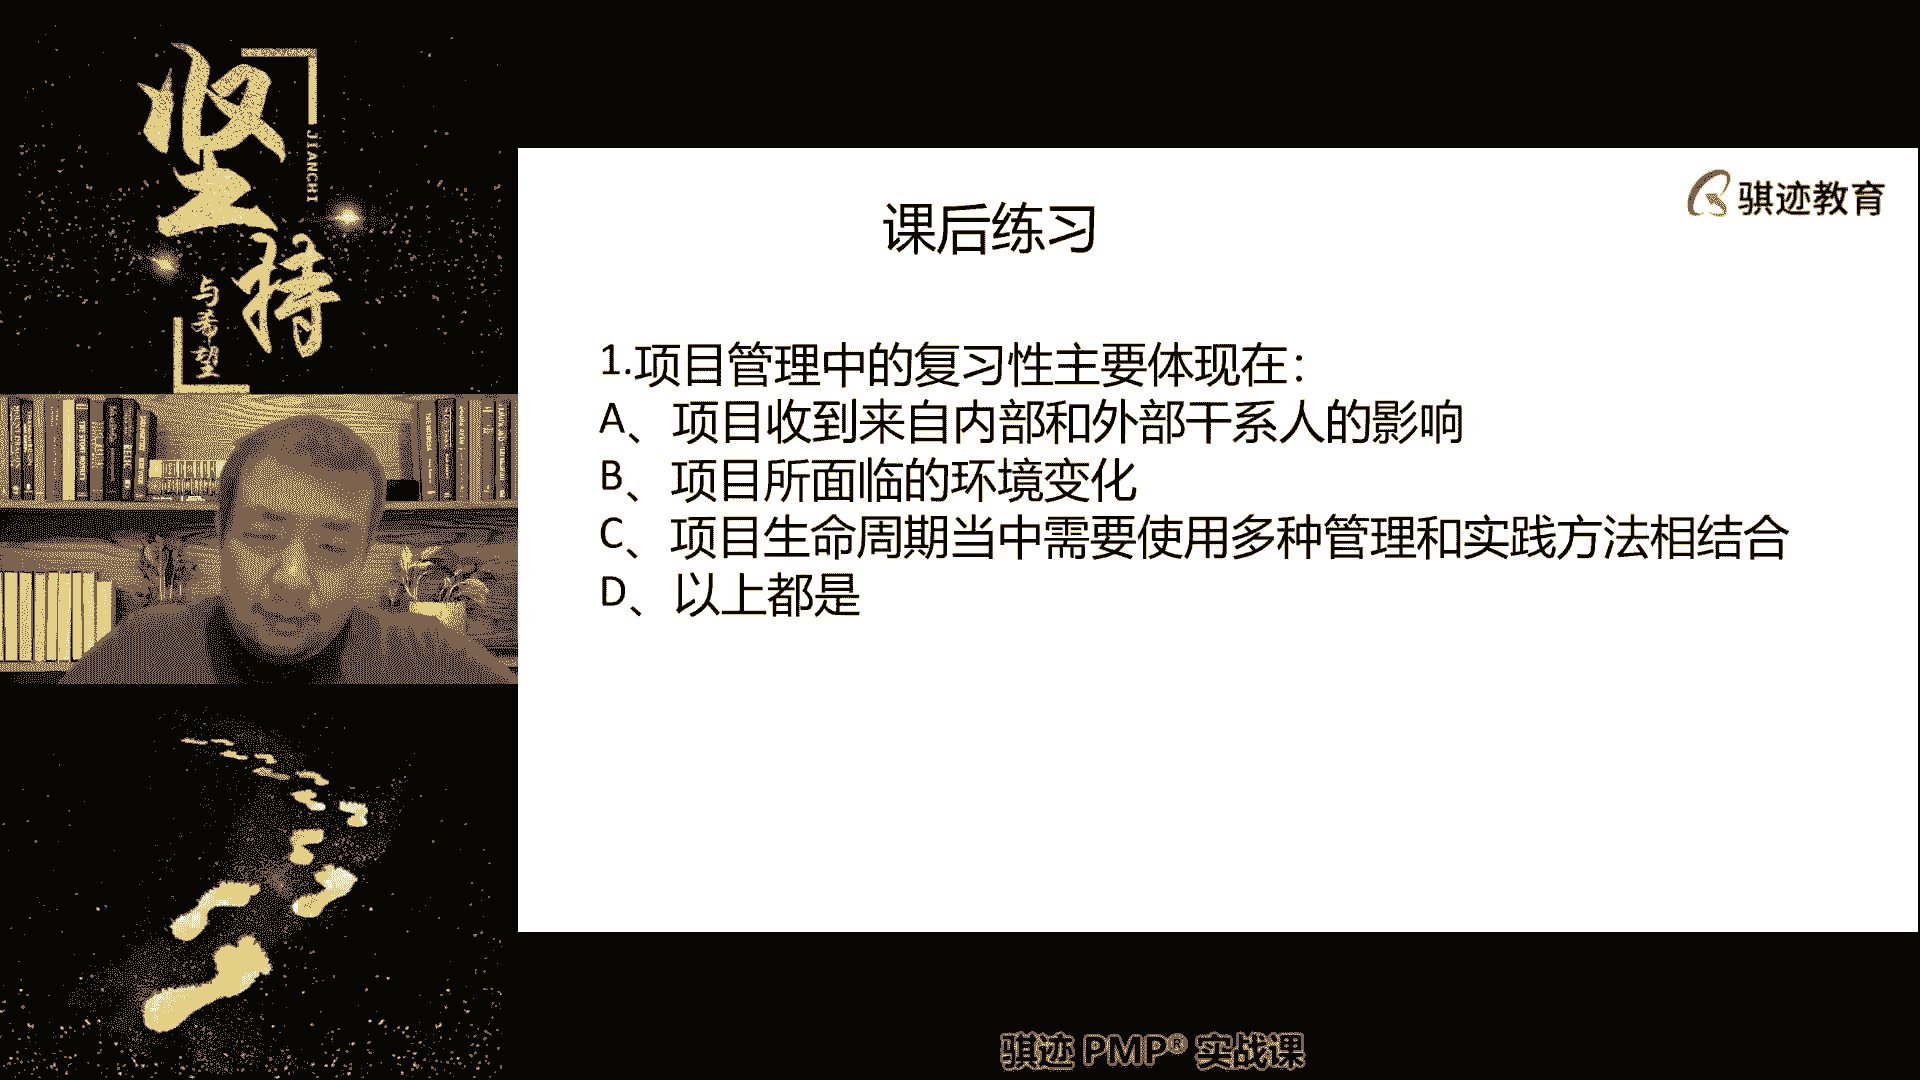 坚持
JIANCHI
与希望
骐迹教育
课后练习
1.项目管理中的复习性主要体现在：
A、项目收到来自内部和外部干系人的影响
B、项目所面临的环境变化
C、项目生命周期当中需要使用多种管理和实践方法相结合
D、以上都是
骐迹 PMP® 实战课